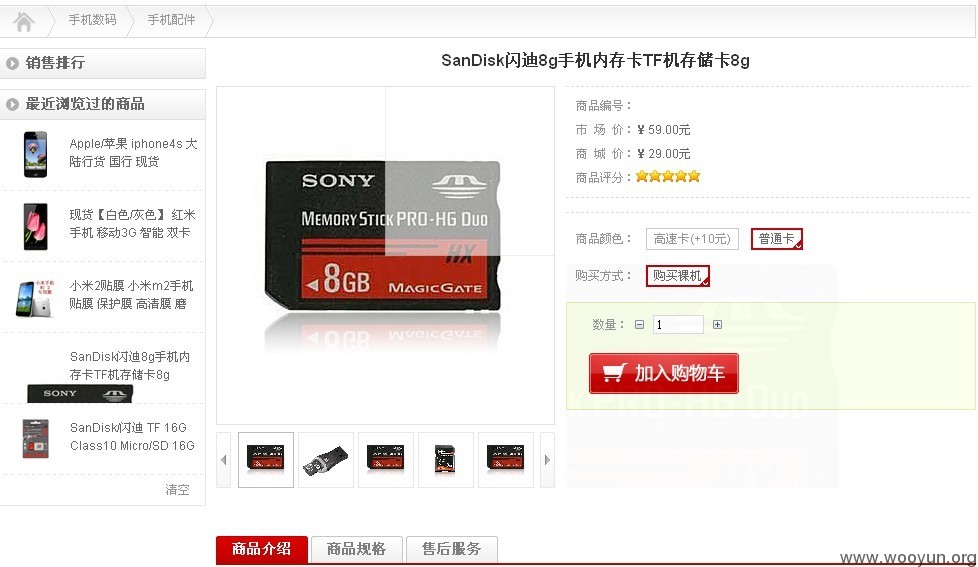 手机数码
手机配件
销售排行
最近浏览过的商品
Apple/苹果 iphone4s 大
陆行货 国行 现货
现货【白色/灰色】 红米
手机 移动3G 智能 双卡
小米2贴膜 小米m2手机
贴膜 保护膜 高清膜 磨
SanDisk闪迪8g手机内
存卡TF机存储卡8g
SONY
SanDisk/闪迪 TF 16G
Class10 Micro/SD 16G
清空
SanDisk闪迪8g手机内存卡TF机存储卡8g
SONY
MEMORY STICK PRO-HG DUO
HX
8GB
MAGICGATE
商品编号：
市 场 价：¥ 59.00元
商 城 价：¥ 29.00元
商品评分：
商品颜色： 高速卡(+10元) 普通卡
购买方式： 购买裸机
数量： 1
加入购物车
PRO-HG DUO
商品介绍
商品规格
售后服务
www.wooyun.org